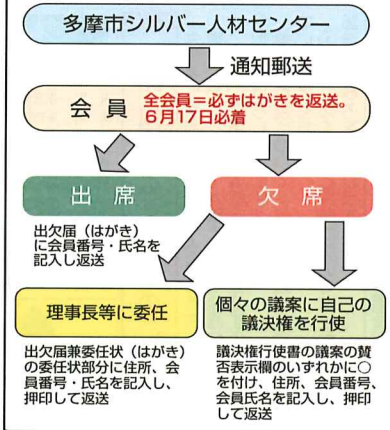 多摩市シルバー人材センター
通知郵送
会員 全会員＝必ずはがきを返送。
6月17日必着
出席
欠席
出欠届（はがき）
に会員番号・氏名を
記入し返送
理事長等に委任
個々の議案に自己の
議決権を行使
出欠届兼委任状（はがき）
の委任状部分に住所、会
員番号・氏名を記入し、
押印して返送
議決権行使書の議案の賛
否表示欄のいずれかに○
を付け、住所、会員番号、
会員氏名を記入し、押印
して返送